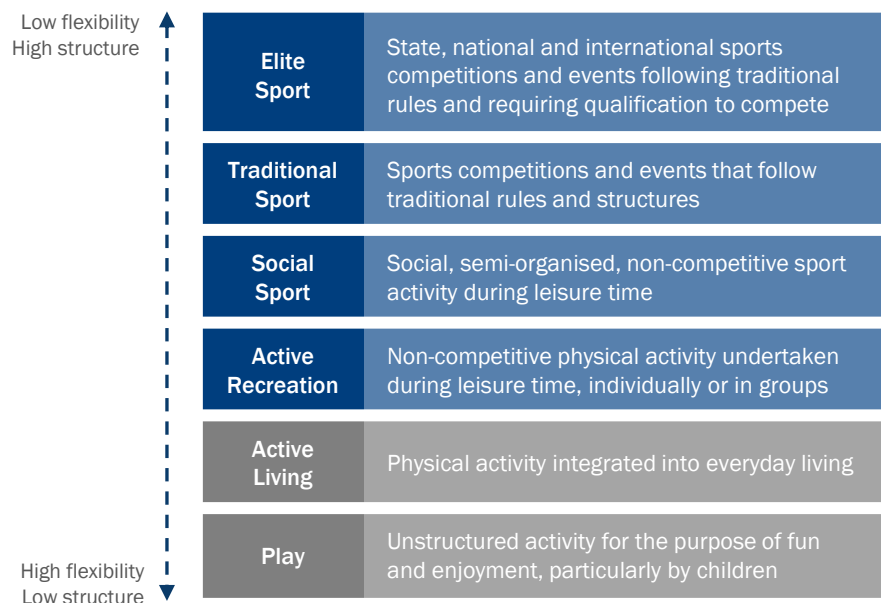 Low flexibility
High structure
Elite
Sport
State, national and international sports
competitions and events following traditional
rules and requiring qualification to compete
Traditional
Sport
Sports competitions and events that follow
traditional rules and structures
Social
Sport
Social, semi-organised, non-competitive sport
activity during leisure time
Active
Recreation
Non-competitive physical activity undertaken
during leisure time, individually or in groups
Active
Living
Physical activity integrated into everyday living
Play
Unstructured activity for the purpose of fun
and enjoyment, particularly by children
High flexibility
Low structure